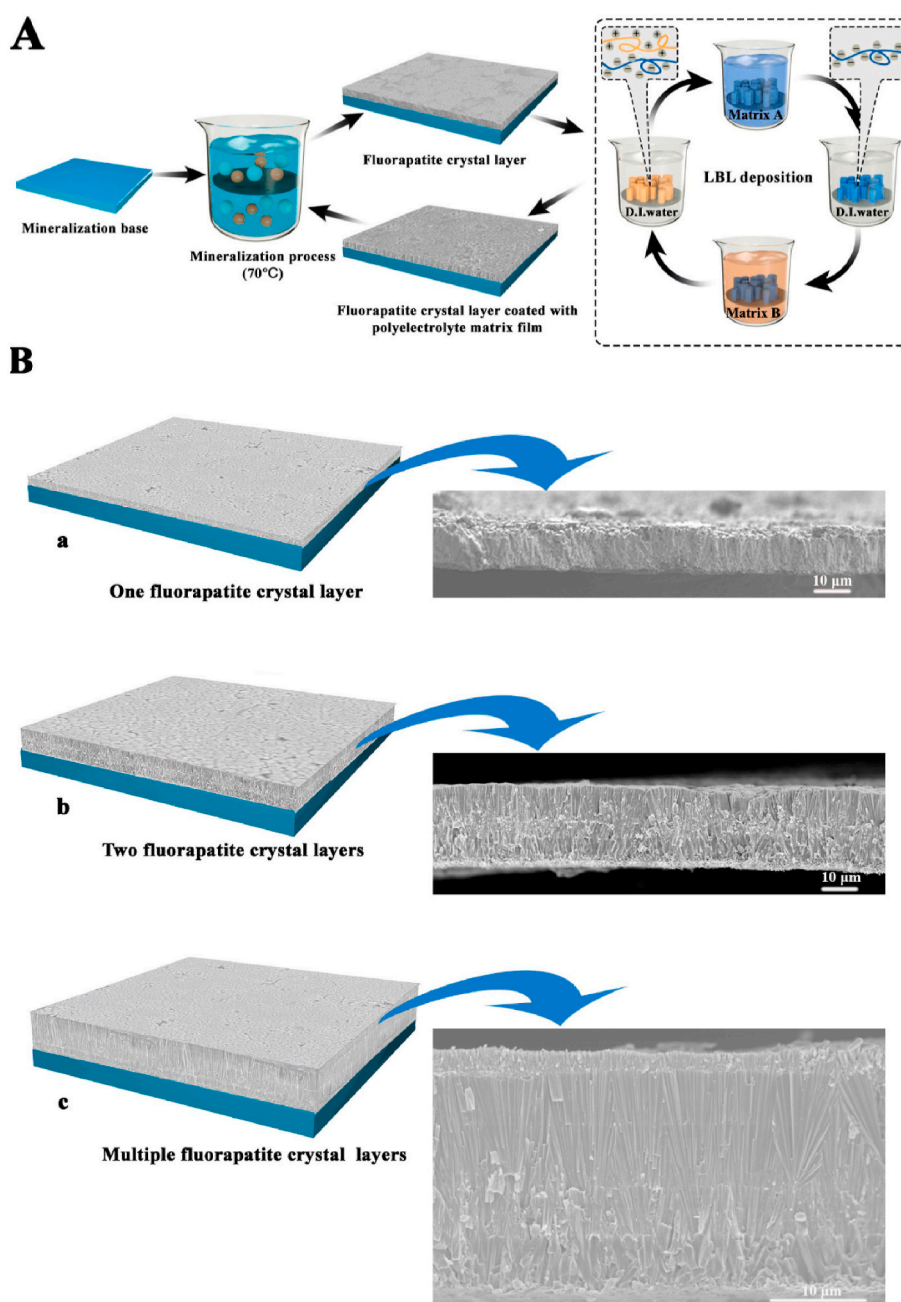 A
Mineralization base
Mineralization process
(70℃)
Fluorapatite crystal layer
Fluorapatite crystal layer coated with
polyelectrolyte matrix film
Matrix A
D.I.water
LBL deposition
D.I.water
Matrix B
B
a
One fluorapatite crystal layer
10 μm
b
Two fluorapatite crystal layers
10 μm
c
Multiple fluorapatite crystal layers
10 μm